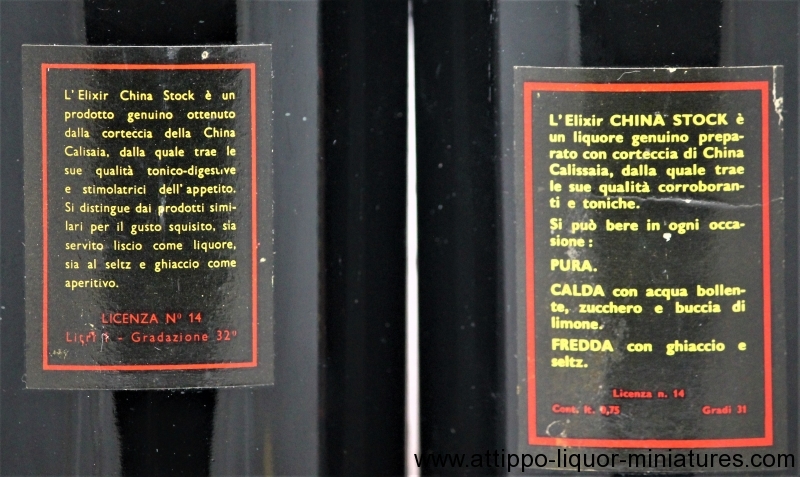 L'Elixir China Stock è un
prodotto genuino ottenuto
dalla corteccia della China
Calisaia, dalla quale trae le
sue qualità tonico-digestive
e stimolatrici dell'appetito.
Si distingue dai prodotti simi-
lari per il gusto squisito, sia
servito liscio come liquore,
sia al seltz e ghiaccio come
aperitivo.
LICENZA Nº 14
Litri 1 - Gradazione 32º
L'Elixir CHINA STOCK è
un liquore genuino prepa-
rato con corteccia di China
Calissaia, dalla quale trae
le sue qualità corroboran-
ti e toniche.
Si può bere in ogni occa-
sione :
PURA.
CALDA con acqua bollen-
te, zucchero e buccia di
limone.
FREDDA con ghiaccio e
seltz.
Licenza n. 14
Cont. lt. 0,75 Gradi 31
www.attippo-liquor-miniatures.com